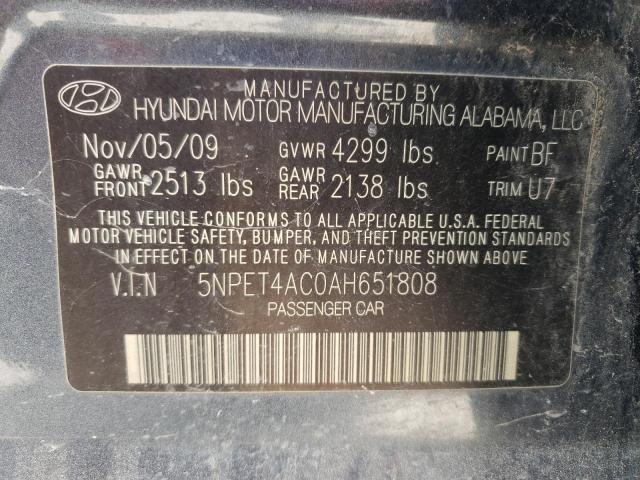 MANUFACTURED BY
HYUNDAI MOTOR MANUFACTURING ALABAMA, LLC
Nov/05/09 GVWR 4299 lbs PAINT BF
GAWR FRONT 2513 lbs GAWR REAR 2138 lbs TRIM U7
THIS VEHICLE CONFORMS TO ALL APPLICABLE U.S.A. FEDERAL
MOTOR VEHICLE SAFETY, BUMPER, AND THEFT PREVENTION STANDARDS
IN EFFECT ON THE DATE OF MANUFACTURE SHOWN ABOVE.
V.I.N 5NPET4AC0AH651808
PASSENGER CAR